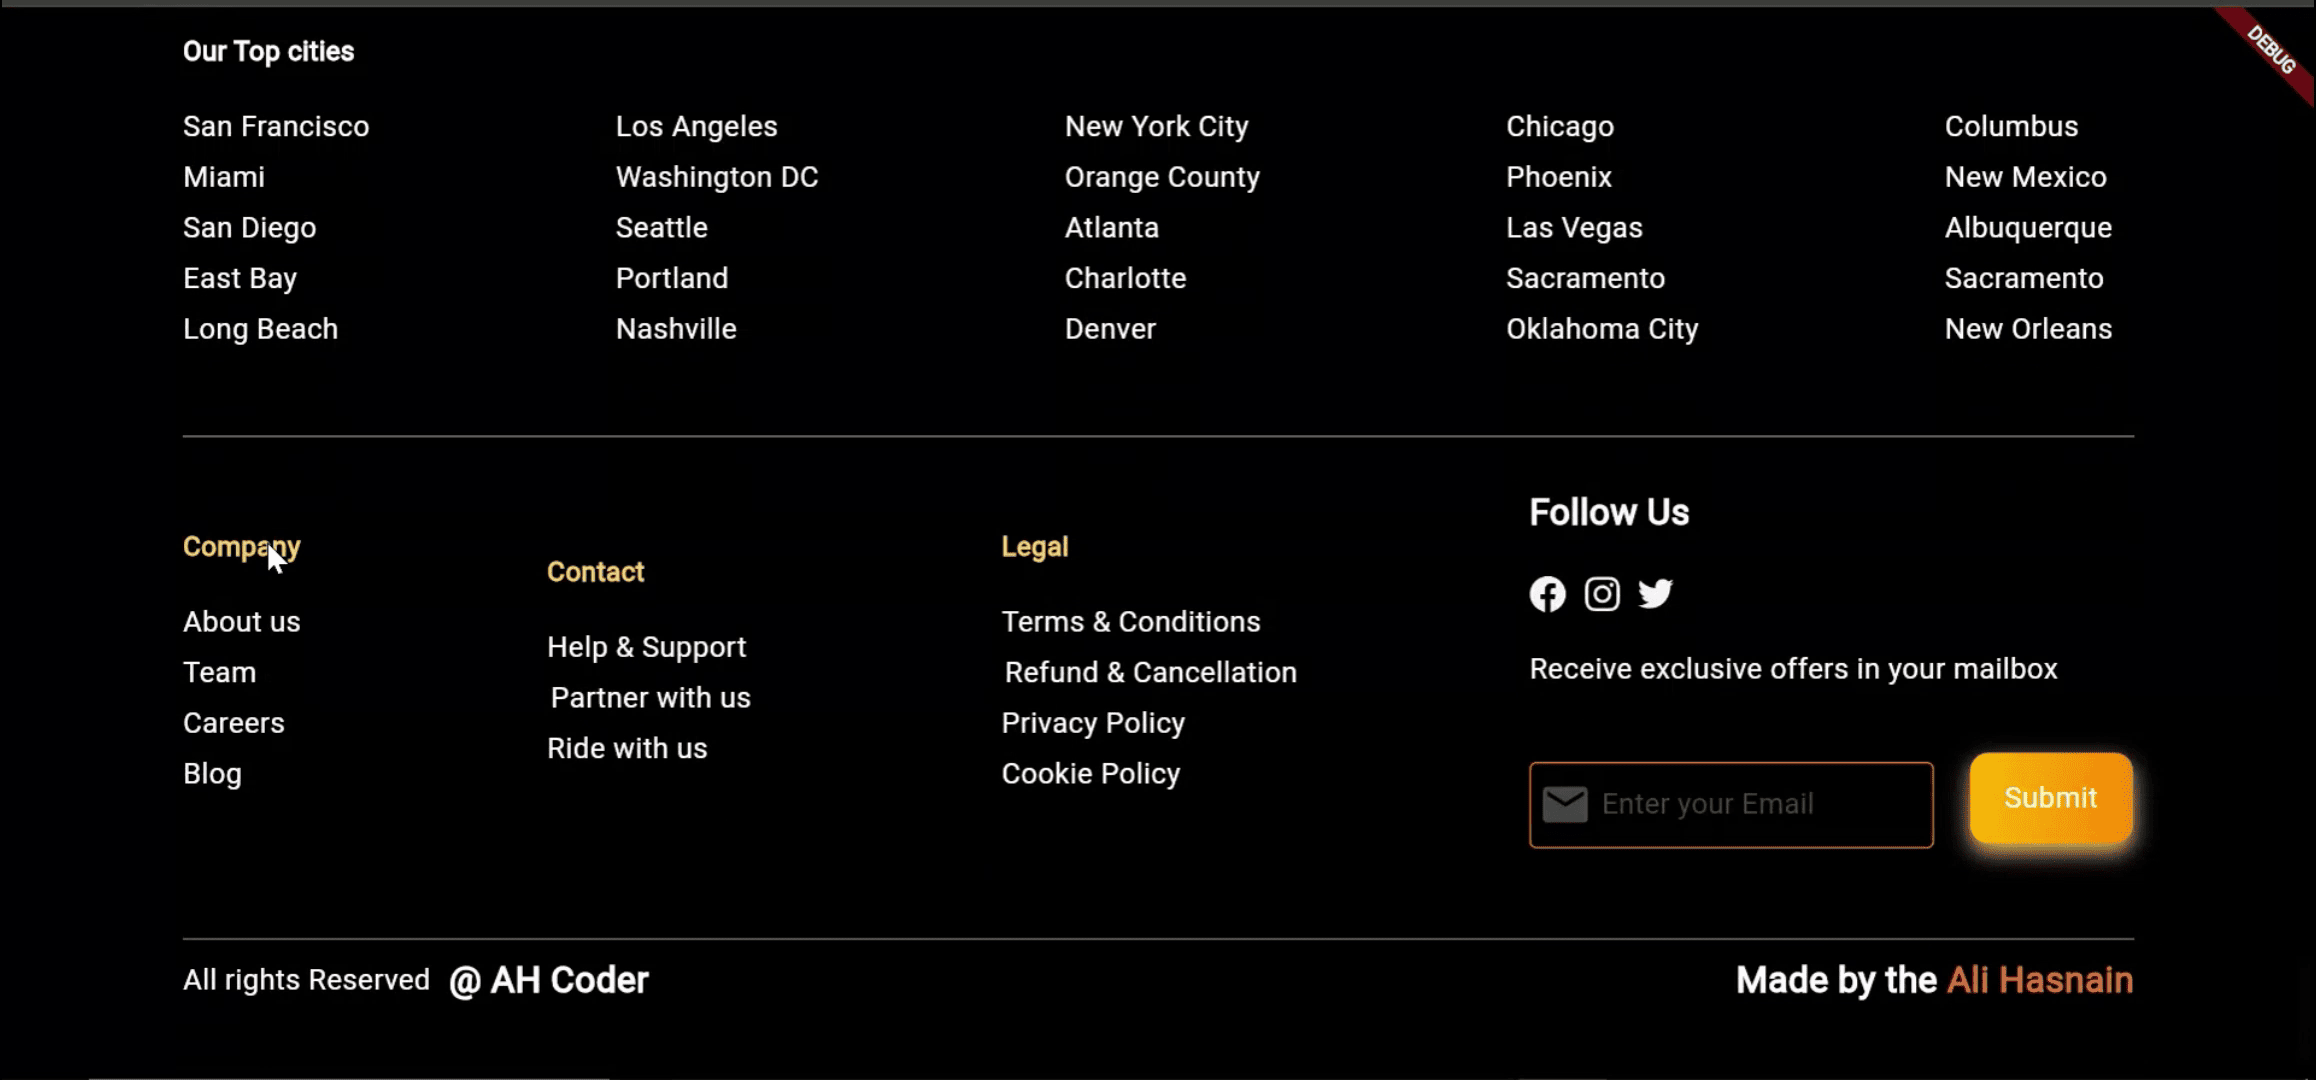 Our Top cities
DEBUG
San Francisco Los Angeles New York City Chicago Columbus
Miami Washington DC Orange County Phoenix New Mexico
San Diego Seattle Atlanta Las Vegas Albuquerque
East Bay Portland Charlotte Sacramento Sacramento
Long Beach Nashville Denver Oklahoma City New Orleans
Company
About us
Team
Careers
Blog
Contact
Help & Support
Partner with us
Ride with us
Legal
Terms & Conditions
Refund & Cancellation
Privacy Policy
Cookie Policy
Follow Us
Receive exclusive offers in your mailbox
Enter your Email
Submit
All rights Reserved @ AH Coder
Made by the Ali Hasnain